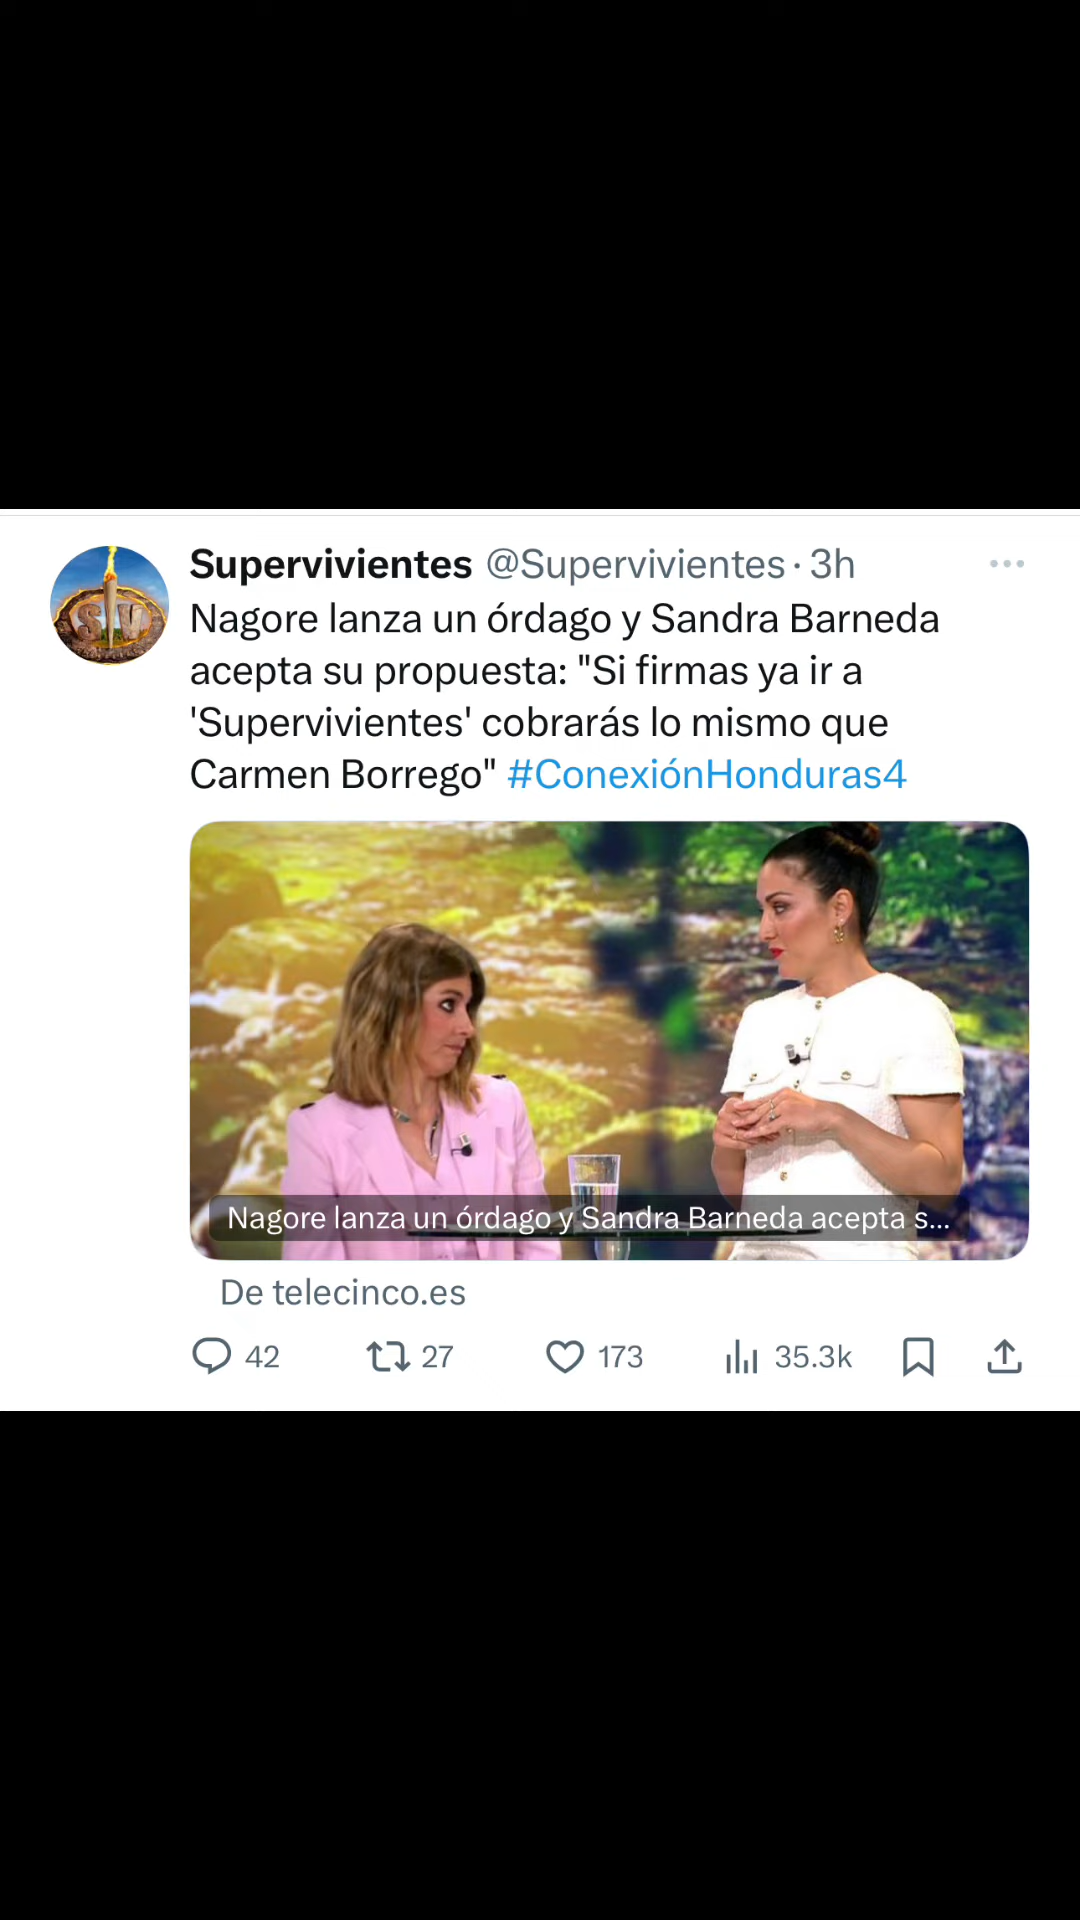 Supervivientes @Supervivientes · 3h
Nagore lanza un órdago y Sandra Barneda
acepta su propuesta: "Si firmas ya ir a
'Supervivientes' cobrarás lo mismo que
Carmen Borrego" #ConexiónHonduras4
SV
Nagore lanza un órdago y Sandra Barneda acepta s...
De telecinco.es
42 27 173 35.3k